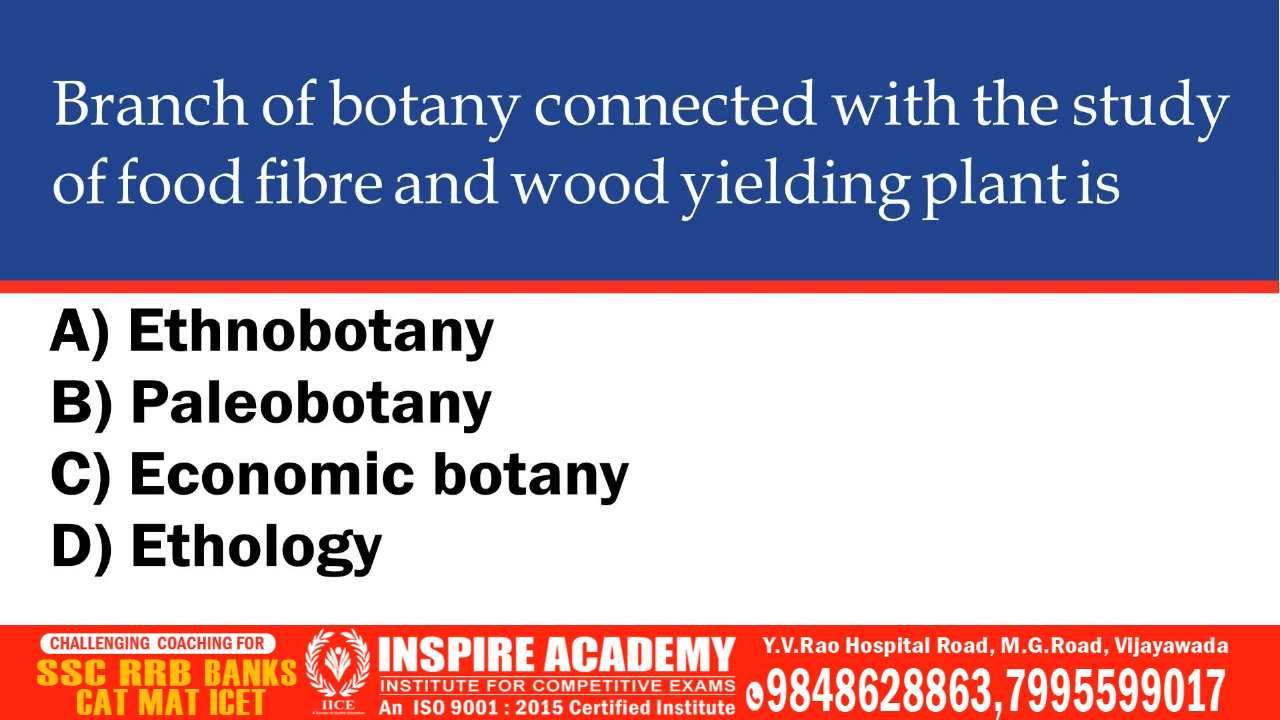 Branch of botany connected with the study
of food fibre and wood yielding plant is
A) Ethnobotany
B) Paleobotany
C) Economic botany
D) Ethology
CHALLENGING COACHING FOR
SSC RRB BANKS
CAT MAT ICET
IICE
INSPIRE ACADEMY
INSTITUTE FOR COMPETITIVE EXAMS
An ISO 9001 : 2015 Certified Institute
Y.V.Rao Hospital Road, M.G.Road, Vijayawada
9848628863,7995599017